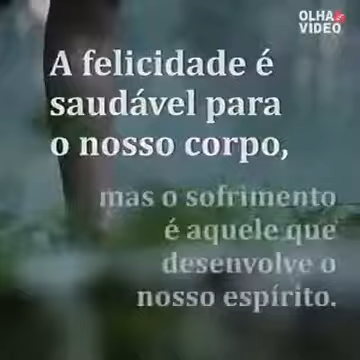 OLHA
VIDEO
A felicidade é
saudável para
o nosso corpo,
mas o sofrimento
é aquele que
desenvolve o
nosso espírito.